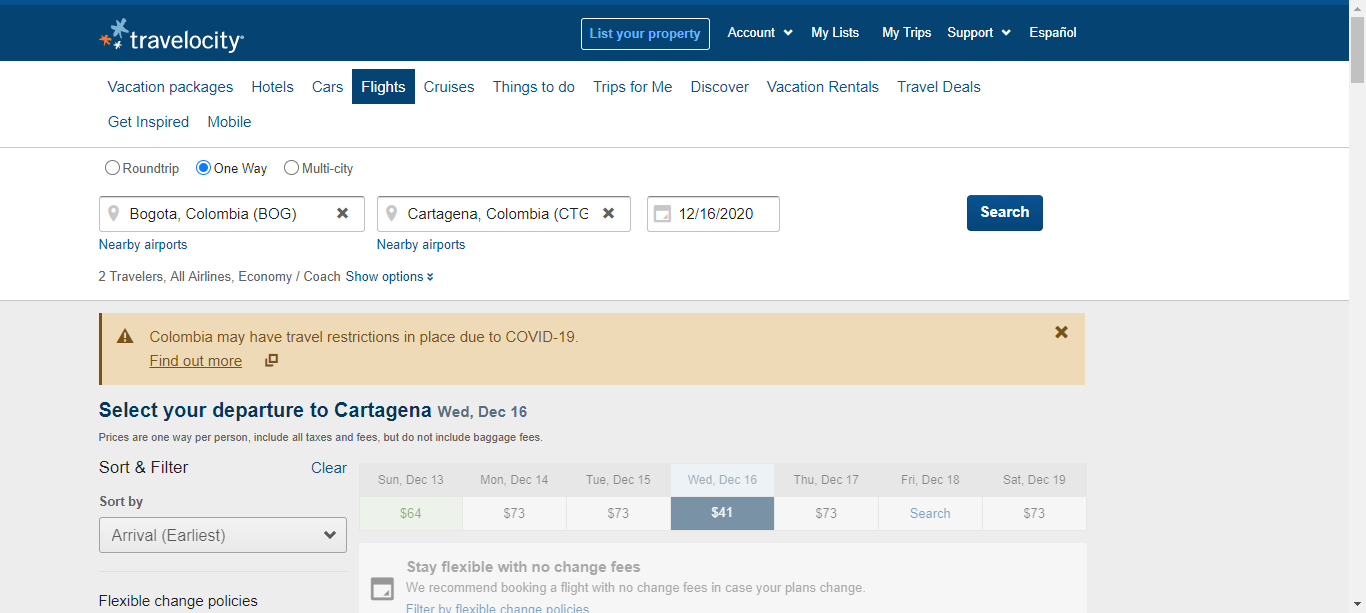 travelocity
List your property
Account
My Lists
My Trips
Support
Español
Vacation packages
Hotels
Cars
Flights
Cruises
Things to do
Trips for Me
Discover
Vacation Rentals
Travel Deals
Get Inspired
Mobile
Roundtrip
One Way
Multi-city
Bogota, Colombia (BOG)
Cartagena, Colombia (CTG
12/16/2020
Search
Nearby airports
Nearby airports
2 Travelers, All Airlines, Economy / Coach Show options
Colombia may have travel restrictions in place due to COVID-19.
Find out more
Select your departure to Cartagena Wed, Dec 16
Prices are one way per person, include all taxes and fees, but do not include baggage fees.
Sort & Filter
Clear
Sort by
Arrival (Earliest)
Flexible change policies
Sun, Dec 13
Mon, Dec 14
Tue, Dec 15
Wed, Dec 16
Thu, Dec 17
Fri, Dec 18
Sat, Dec 19
$64
$73
$73
$41
$73
Search
$73
Stay flexible with no change fees
We recommend booking a flight with no change fees in case your plans change.
Filter by flexible change policies